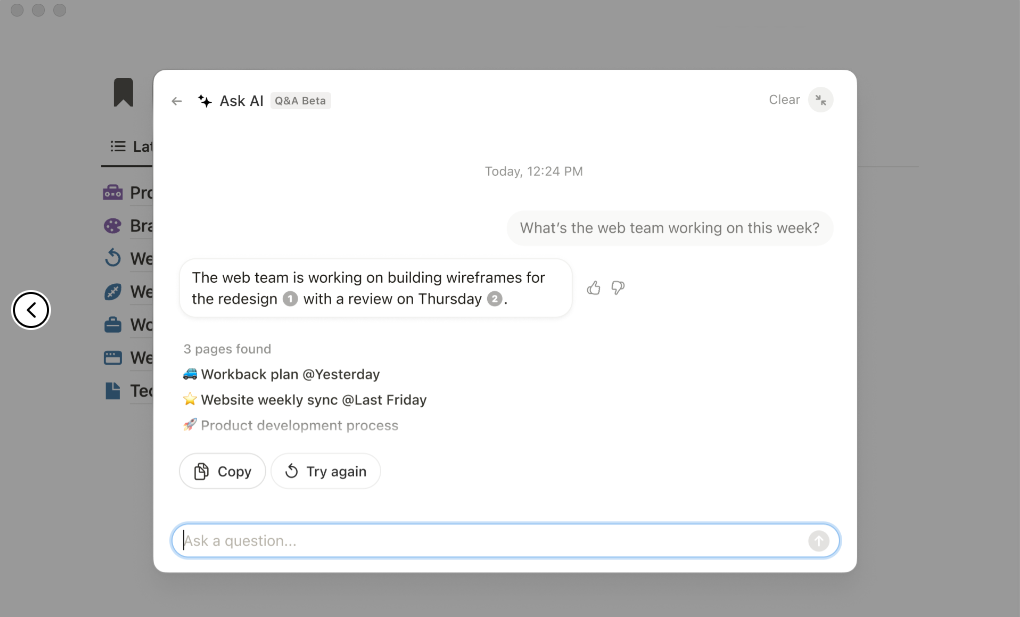 Ask AI Q&A Beta
Clear
Lat
Today, 12:24 PM
Pro
Bra
What's the web team working on this week?
We
The web team is working on building wireframes for
the redesign 1 with a review on Thursday 2.
We
Wo
3 pages found
We
Workback plan @Yesterday
Tec
Website weekly sync @Last Friday
Product development process
Copy
Try again
Ask a question...